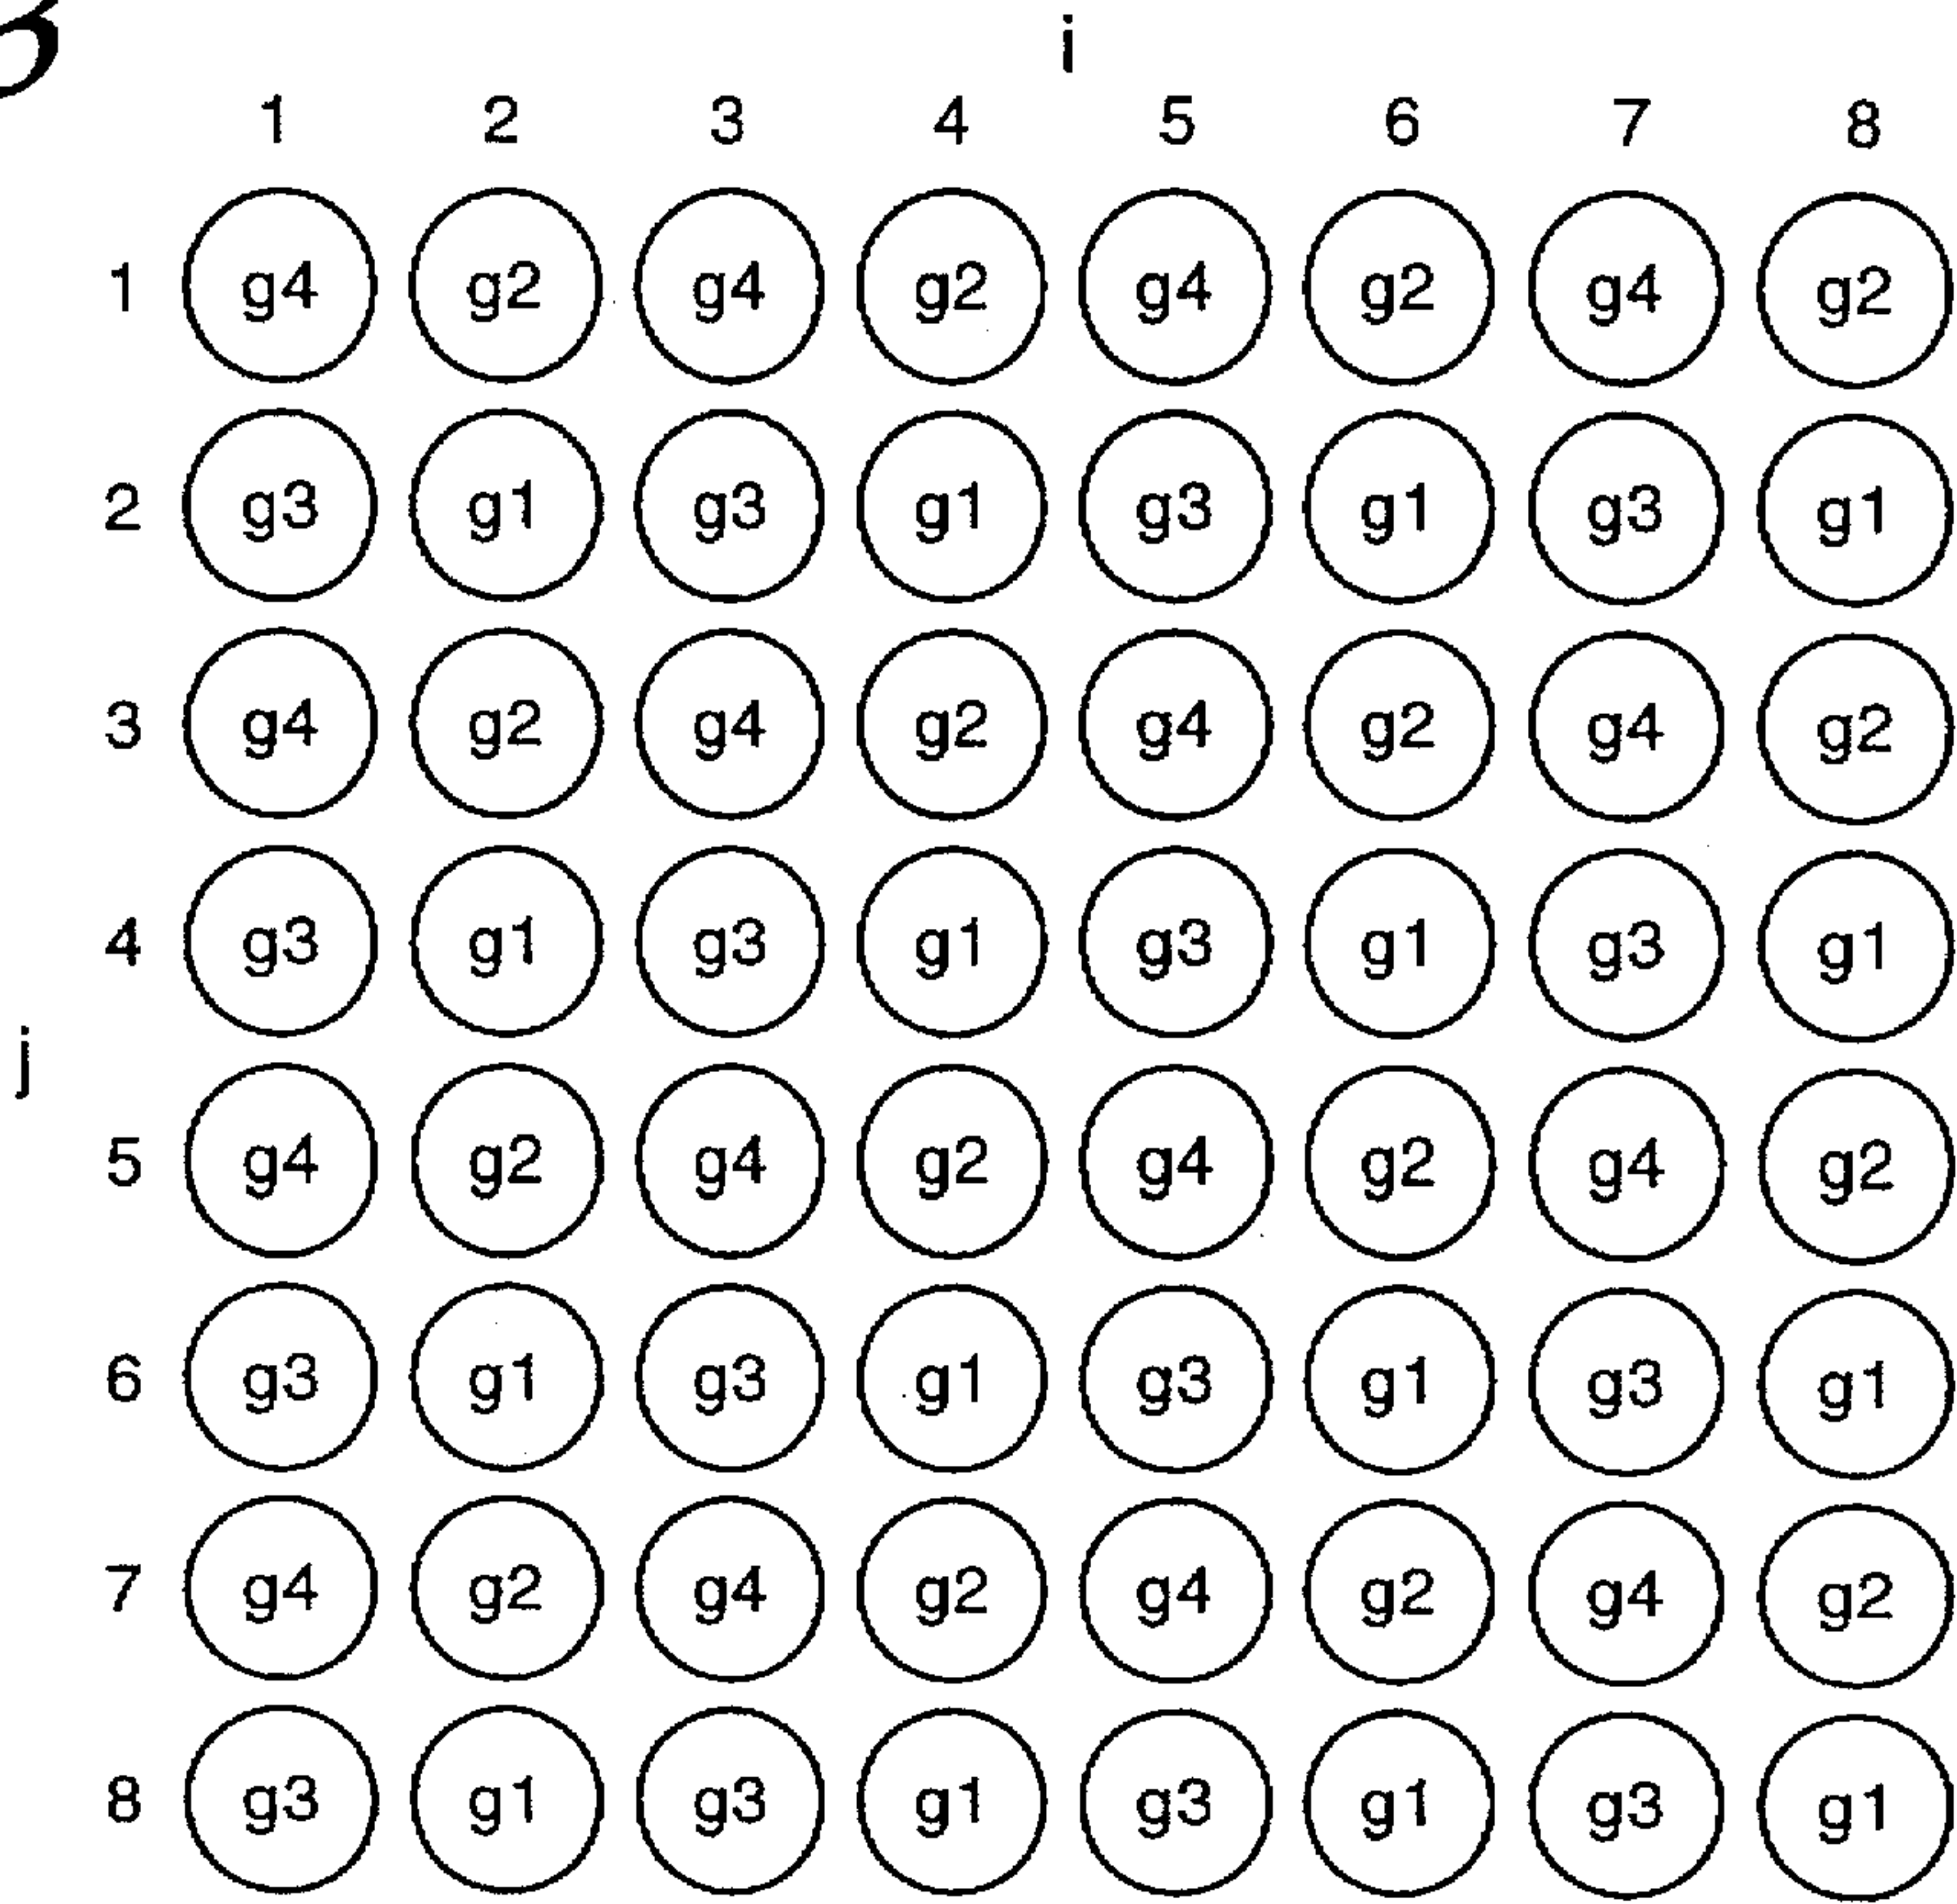 i
1 2 3 4 5 6 7 8
1 g4 g2 g4 g2 g4 g2 g4 g2
2 g3 g1 g3 g1 g3 g1 g3 g1
3 g4 g2 g4 g2 g4 g2 g4 g2
4 g3 g1 g3 g1 g3 g1 g3 g1
j
5 g4 g2 g4 g2 g4 g2 g4 g2
6 g3 g1 g3 g1 g3 g1 g3 g1
7 g4 g2 g4 g2 g4 g2 g4 g2
8 g3 g1 g3 g1 g3 g1 g3 g1